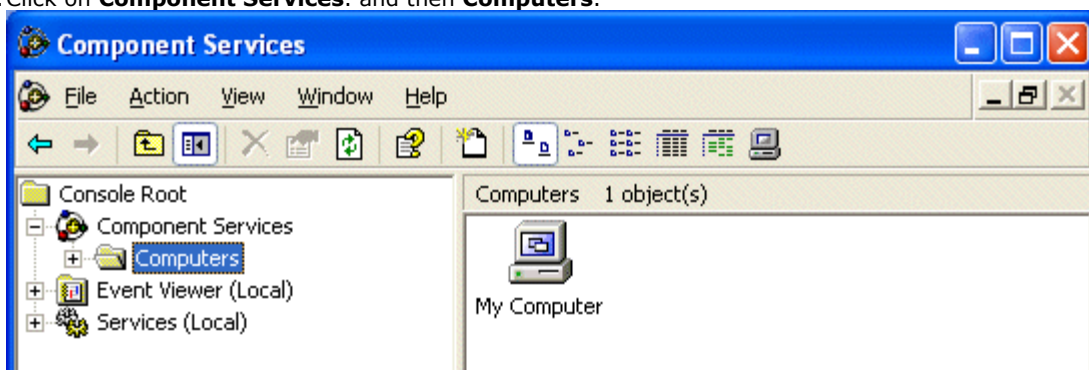 Click on Component Services. and then Computers.
Component Services
File Action View Window Help
Console Root
Component Services
Computers
Event Viewer (Local)
Services (Local)
Computers 1 object(s)
My Computer